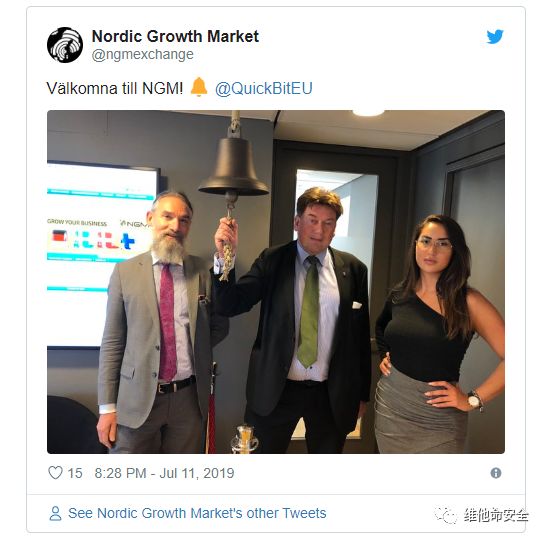 Nordic Growth Market
@ngmexchange
Välkomna till NGM! 🔔 @QuickBitEU
GROW YOUR BUSINESS
NGM
15 8:28 PM - Jul 11, 2019
See Nordic Growth Market's other Tweets
维他命安全